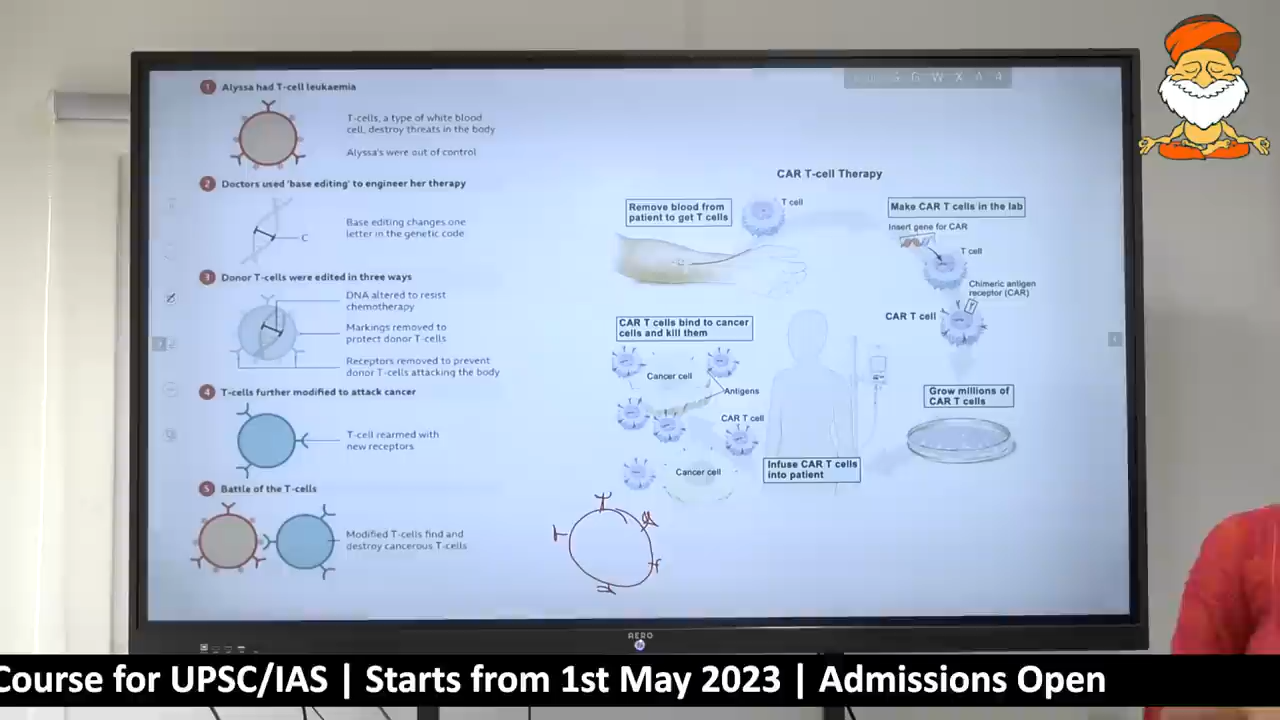 1 Alyssa had T-cell leukaemia
T-cells, a type of white blood
cell, destroy threats in the body
Alyssa's were out of control
2 Doctors used 'base editing' to engineer her therapy
Base editing changes one
letter in the genetic code
C
3 Donor T-cells were edited in three ways
DNA altered to resist
chemotherapy
Markings removed to
protect donor T-cells
Receptors removed to prevent
donor T-cells attacking the body
4 T-cells further modified to attack cancer
T-cell rearmed with
new receptors
5 Battle of the T-cells
Modified T-cells find and
destroy cancerous T-cells
CAR T-cell Therapy
Remove blood from
patient to get T cells
T cell
Make CAR T cells in the lab
Insert gene for CAR
T cell
Chimeric antigen
receptor (CAR)
CAR T cell
CAR T cells bind to cancer
cells and kill them
Cancer cell
Antigens
CAR T cell
Cancer cell
Grow millions of
CAR T cells
Infuse CAR T cells
into patient
AERO
Course for UPSC/IAS | Starts from 1st May 2023 | Admissions Open